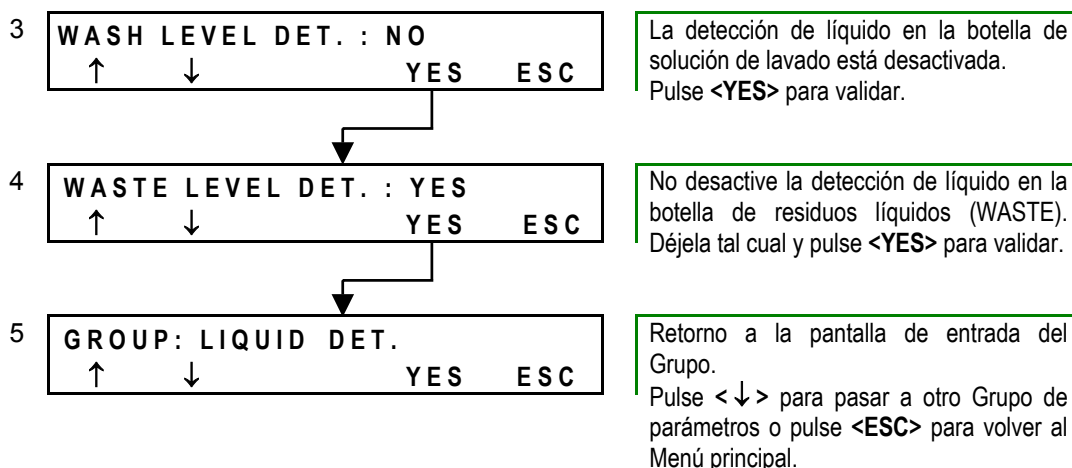 3
WASH LEVEL DET. : NO
↑ ↓ YES ESC
La detección de líquido en la botella de
solución de lavado está desactivada.
Pulse <YES> para validar.
4
WASTE LEVEL DET. : YES
↑ ↓ YES ESC
No desactive la detección de líquido en la
botella de residuos líquidos (WASTE).
Déjela tal cual y pulse <YES> para validar.
5
GROUP: LIQUID DET.
↑ ↓ YES ESC
Retorno a la pantalla de entrada del
Grupo.
Pulse <↓> para pasar a otro Grupo de
parámetros o pulse <ESC> para volver al
Menú principal.